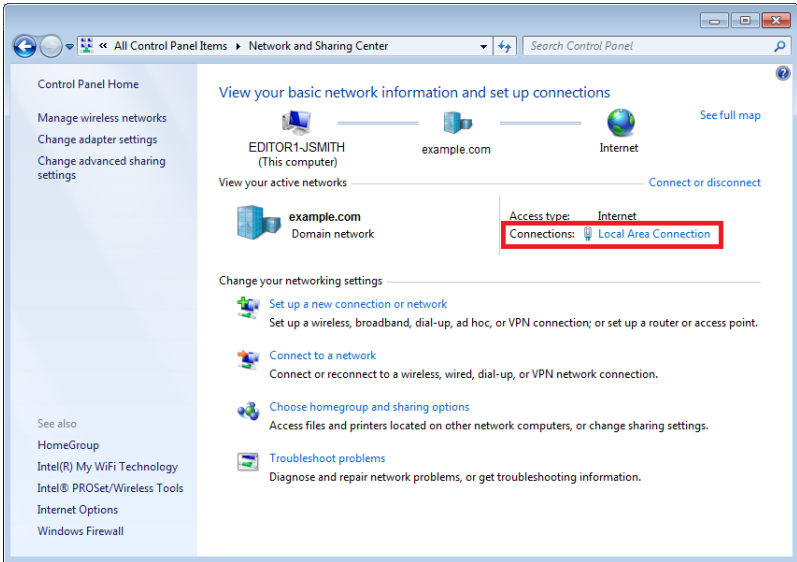 « All Control Panel Items ▸ Network and Sharing Center
Search Control Panel
Control Panel Home
Manage wireless networks
Change adapter settings
Change advanced sharing
settings
See also
HomeGroup
Intel(R) My WiFi Technology
Intel® PROSet/Wireless Tools
Internet Options
Windows Firewall
View your basic network information and set up connections
EDITOR1-JSMITH
(This computer)
example.com
Internet
See full map
View your active networks
Connect or disconnect
example.com
Domain network
Access type: Internet
Connections: Local Area Connection
Change your networking settings
Set up a new connection or network
Set up a wireless, broadband, dial-up, ad hoc, or VPN connection; or set up a router or access point.
Connect to a network
Connect or reconnect to a wireless, wired, dial-up, or VPN network connection.
Choose homegroup and sharing options
Access files and printers located on other network computers, or change sharing settings.
Troubleshoot problems
Diagnose and repair network problems, or get troubleshooting information.